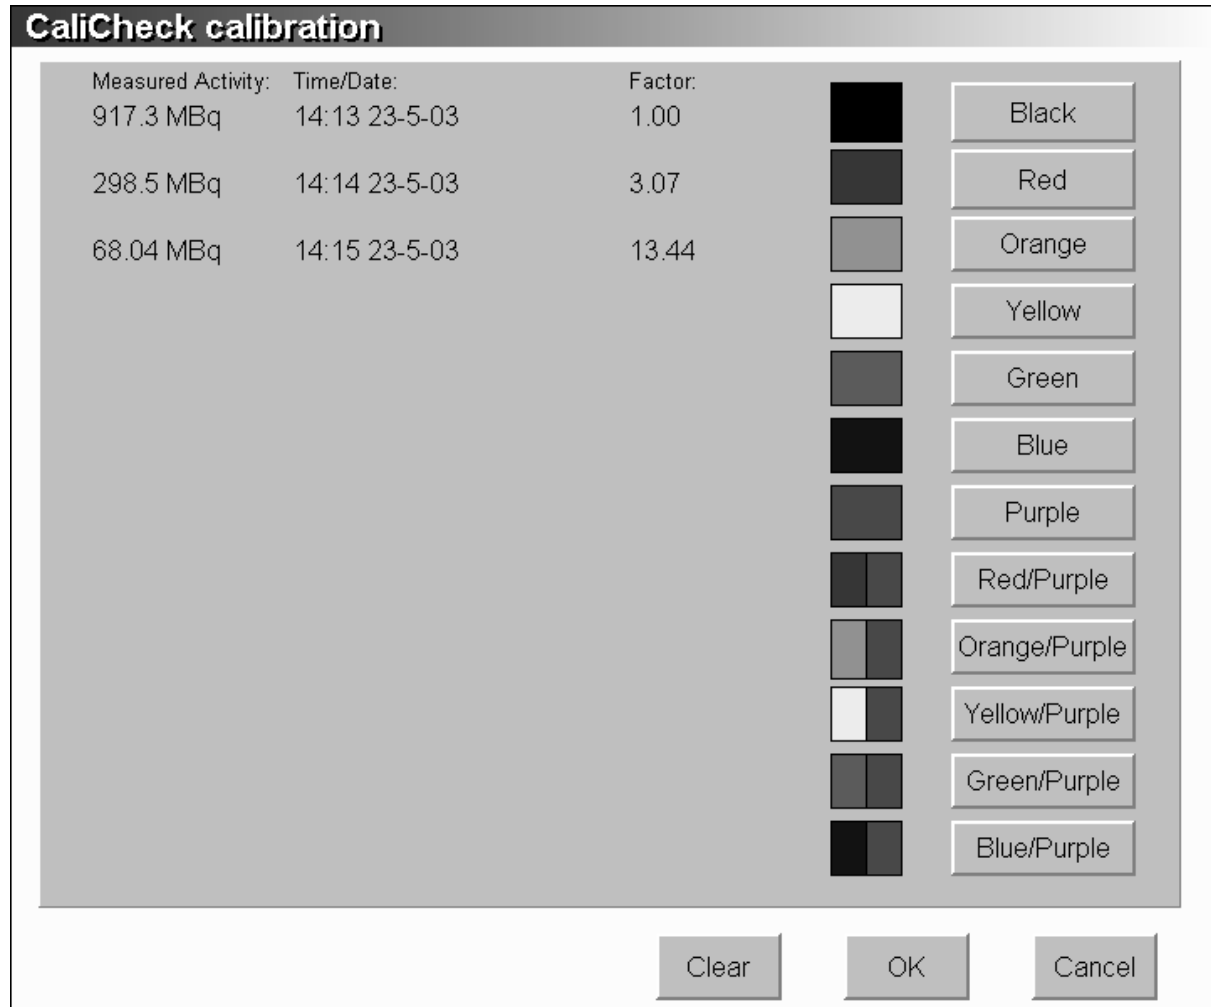 CaliCheck calibration
Measured Activity: Time/Date: Factor:
917.3 MBq 14:13 23-5-03 1.00 Black
298.5 MBq 14:14 23-5-03 3.07 Red
68.04 MBq 14:15 23-5-03 13.44 Orange
Yellow
Green
Blue
Purple
Red/Purple
Orange/Purple
Yellow/Purple
Green/Purple
Blue/Purple
Clear OK Cancel